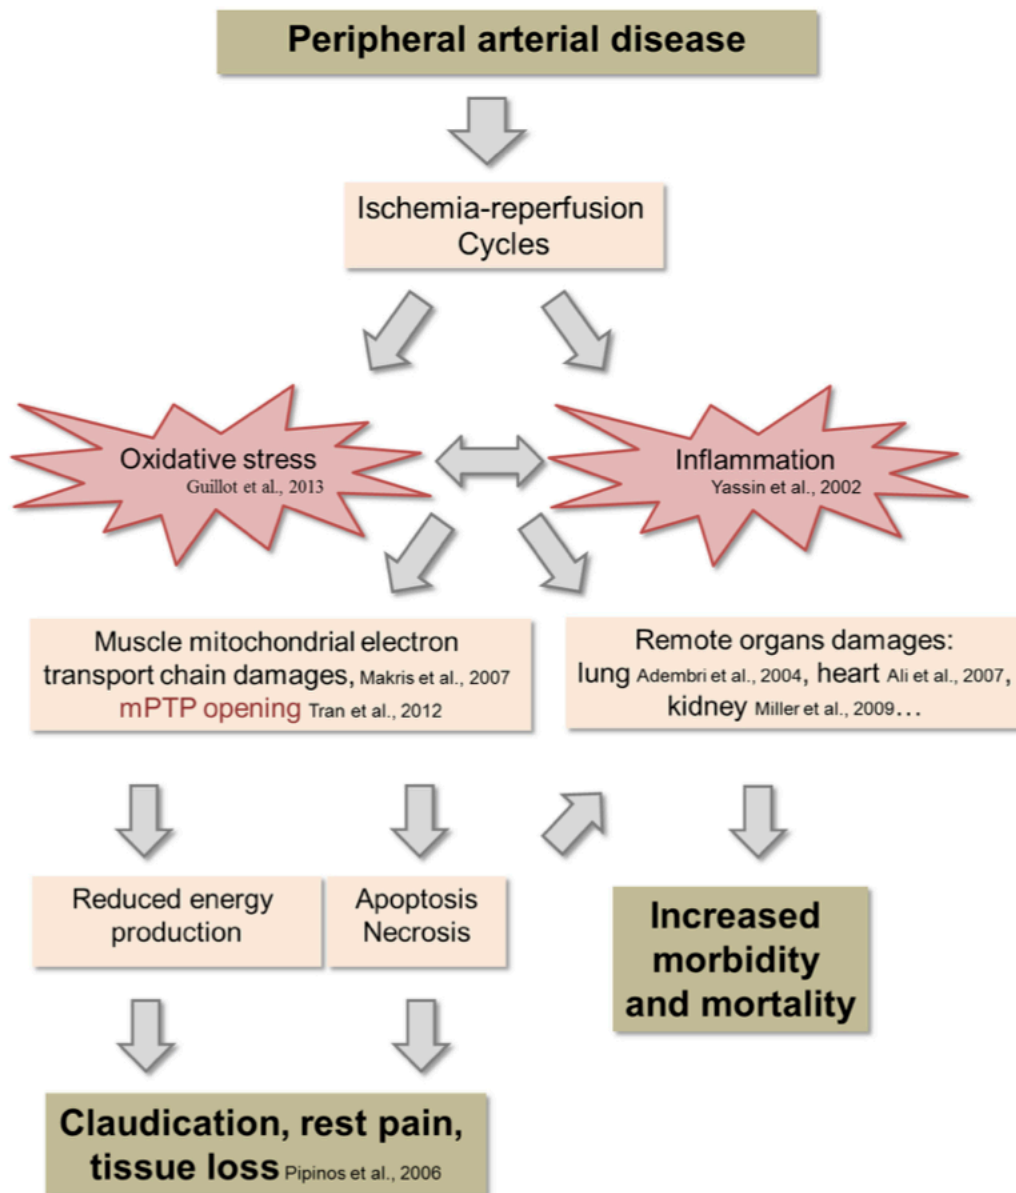 Peripheral arterial disease
Ischemia-reperfusion
Cycles
Oxidative stress
Guillot et al., 2013
Inflammation
Yassin et al., 2002
Muscle mitochondrial electron
transport chain damages, Makris et al., 2007
mPTP opening Tran et al., 2012
Remote organs damages:
lung Adembri et al., 2004, heart Ali et al., 2007,
kidney Miller et al., 2009…
Reduced energy
production
Apoptosis
Necrosis
Increased
morbidity
and mortality
Claudication, rest pain,
tissue loss Pipinos et al., 2006